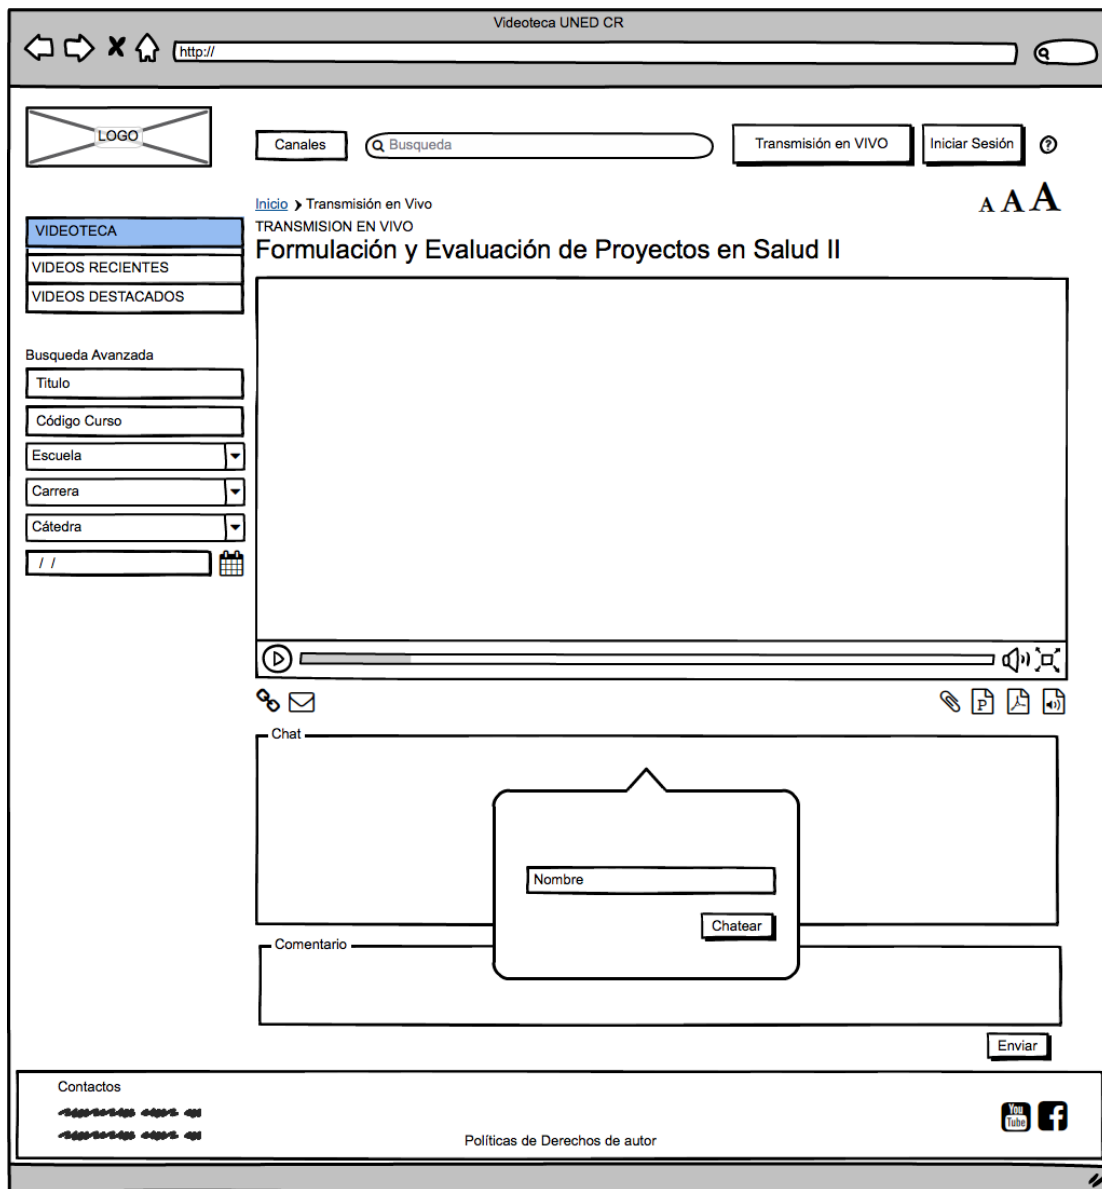 Videoteca UNED CR
http://
LOGO
Canales
Busqueda
Transmisión en VIVO
Iniciar Sesión
?
Inicio > Transmisión en Vivo
A A A
TRANSMISION EN VIVO
Formulación y Evaluación de Proyectos en Salud II
VIDEOTECA
VIDEOS RECIENTES
VIDEOS DESTACADOS
Busqueda Avanzada
Titulo
Código Curso
Escuela
Carrera
Cátedra
/ /
P
Chat
Nombre
Chatear
Comentario
Enviar
Contactos
Políticas de Derechos de autor
You
Tube